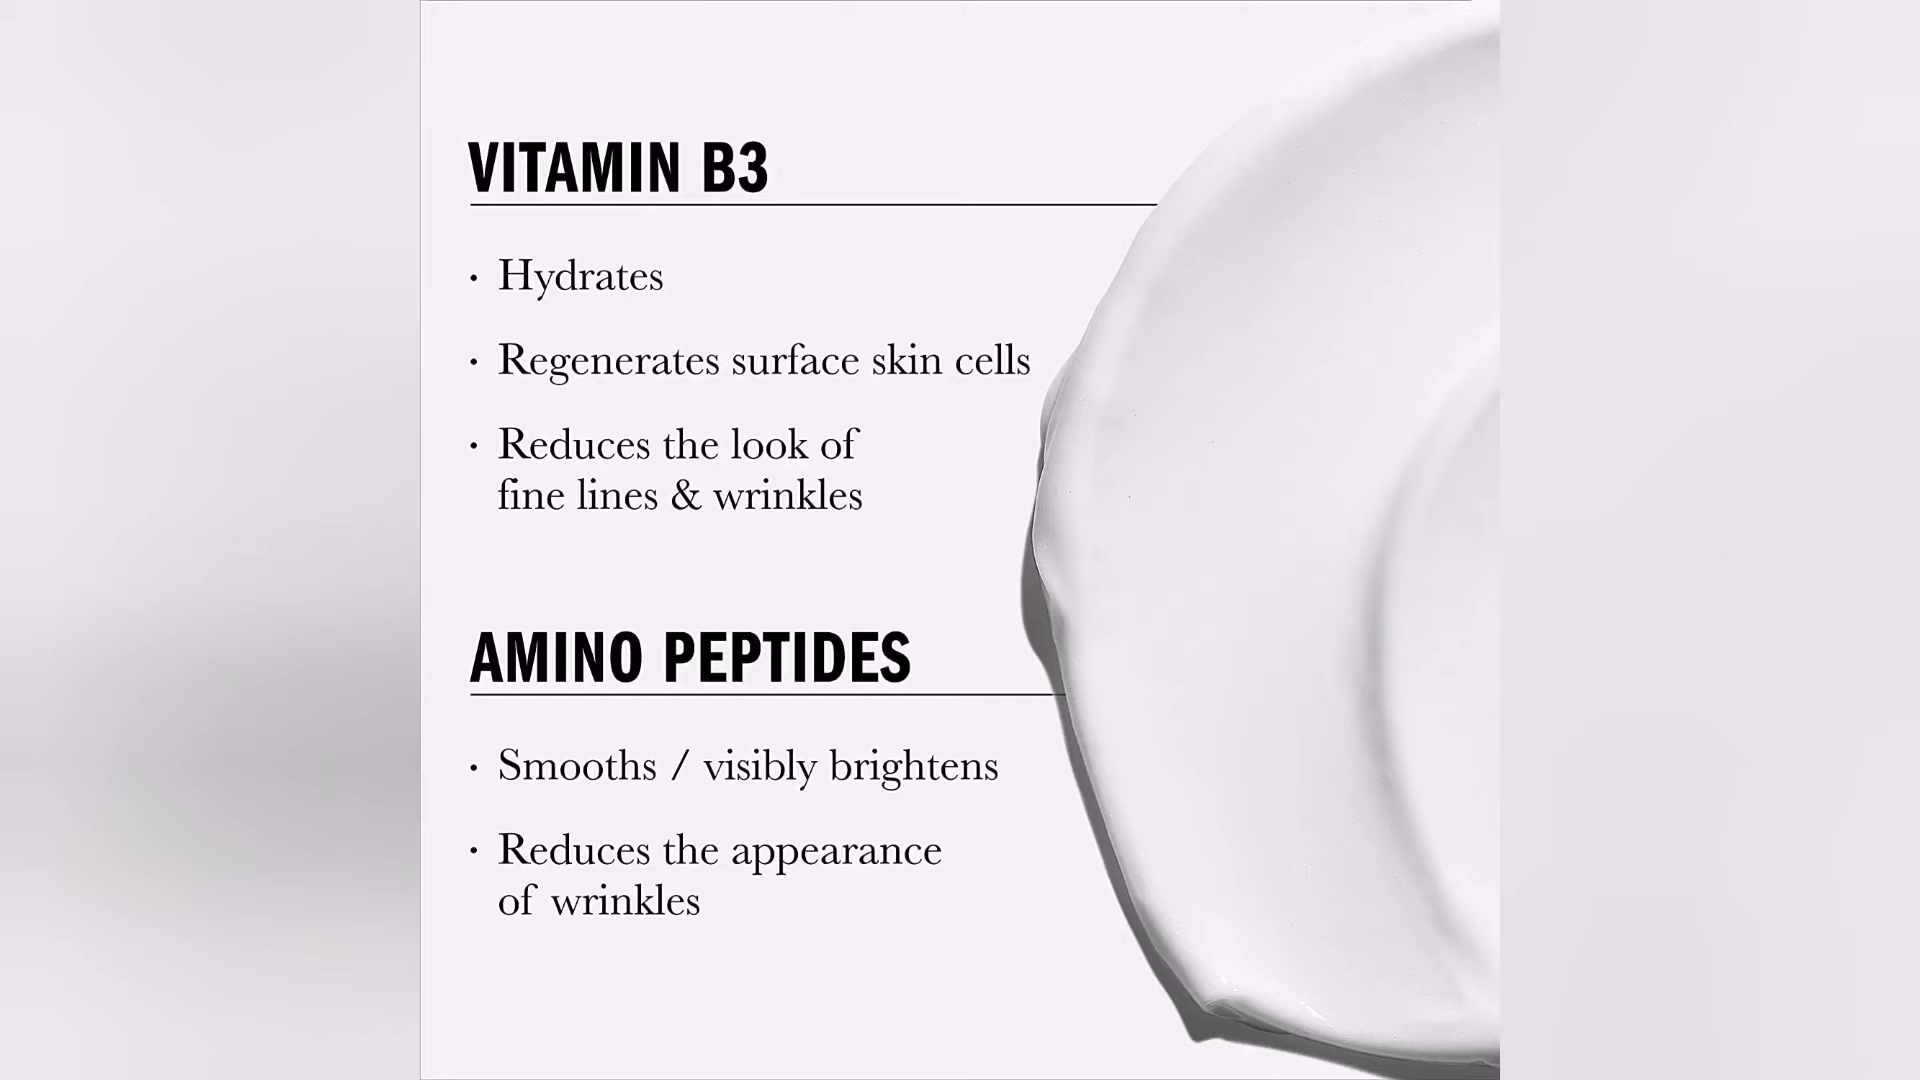 VITAMIN B3
· Hydrates
· Regenerates surface skin cells
· Reduces the look of
fine lines & wrinkles
AMINO PEPTIDES
· Smooths / visibly brightens
· Reduces the appearance
of wrinkles